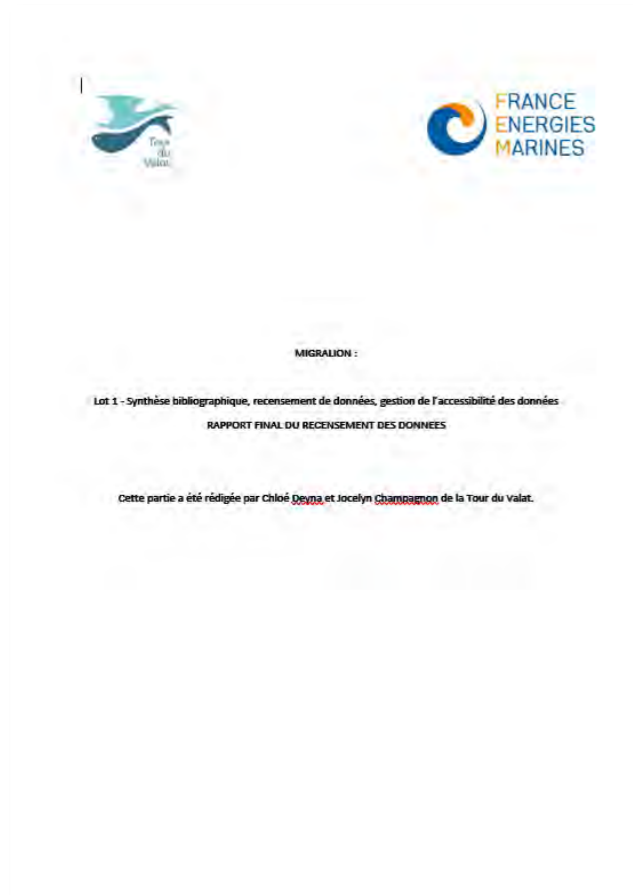 Tour
du
Valat
FRANCE
ENERGIES
MARINES
MIGRALION :
Lot 1 - Synthèse bibliographique, recensement de données, gestion de l'accessibilité des données
RAPPORT FINAL DU RECENSEMENT DES DONNEES
Cette partie a été rédigée par Chloé Deyna et Jocelyn Champagnon de la Tour du Valat.